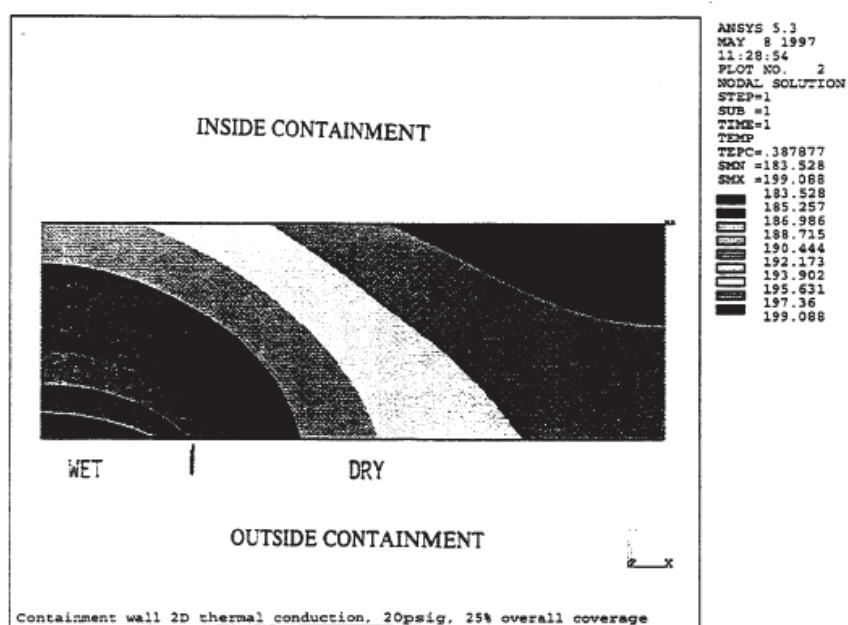 ANSYS 5.3
MAY 8 1997
11:28:54
PLOT NO. 2
NODAL SOLUTION
STEP=1
SUB =1
TIME=1
TEMP
TEPC=.387877
SMN =183.528
SMX =199.088
183.528
185.257
186.986
188.715
190.444
192.173
193.902
195.631
197.36
199.088
INSIDE CONTAINMENT
WET
DRY
OUTSIDE CONTAINMENT
X
Containment wall 2D thermal conduction, 20psig, 25% overall coverage